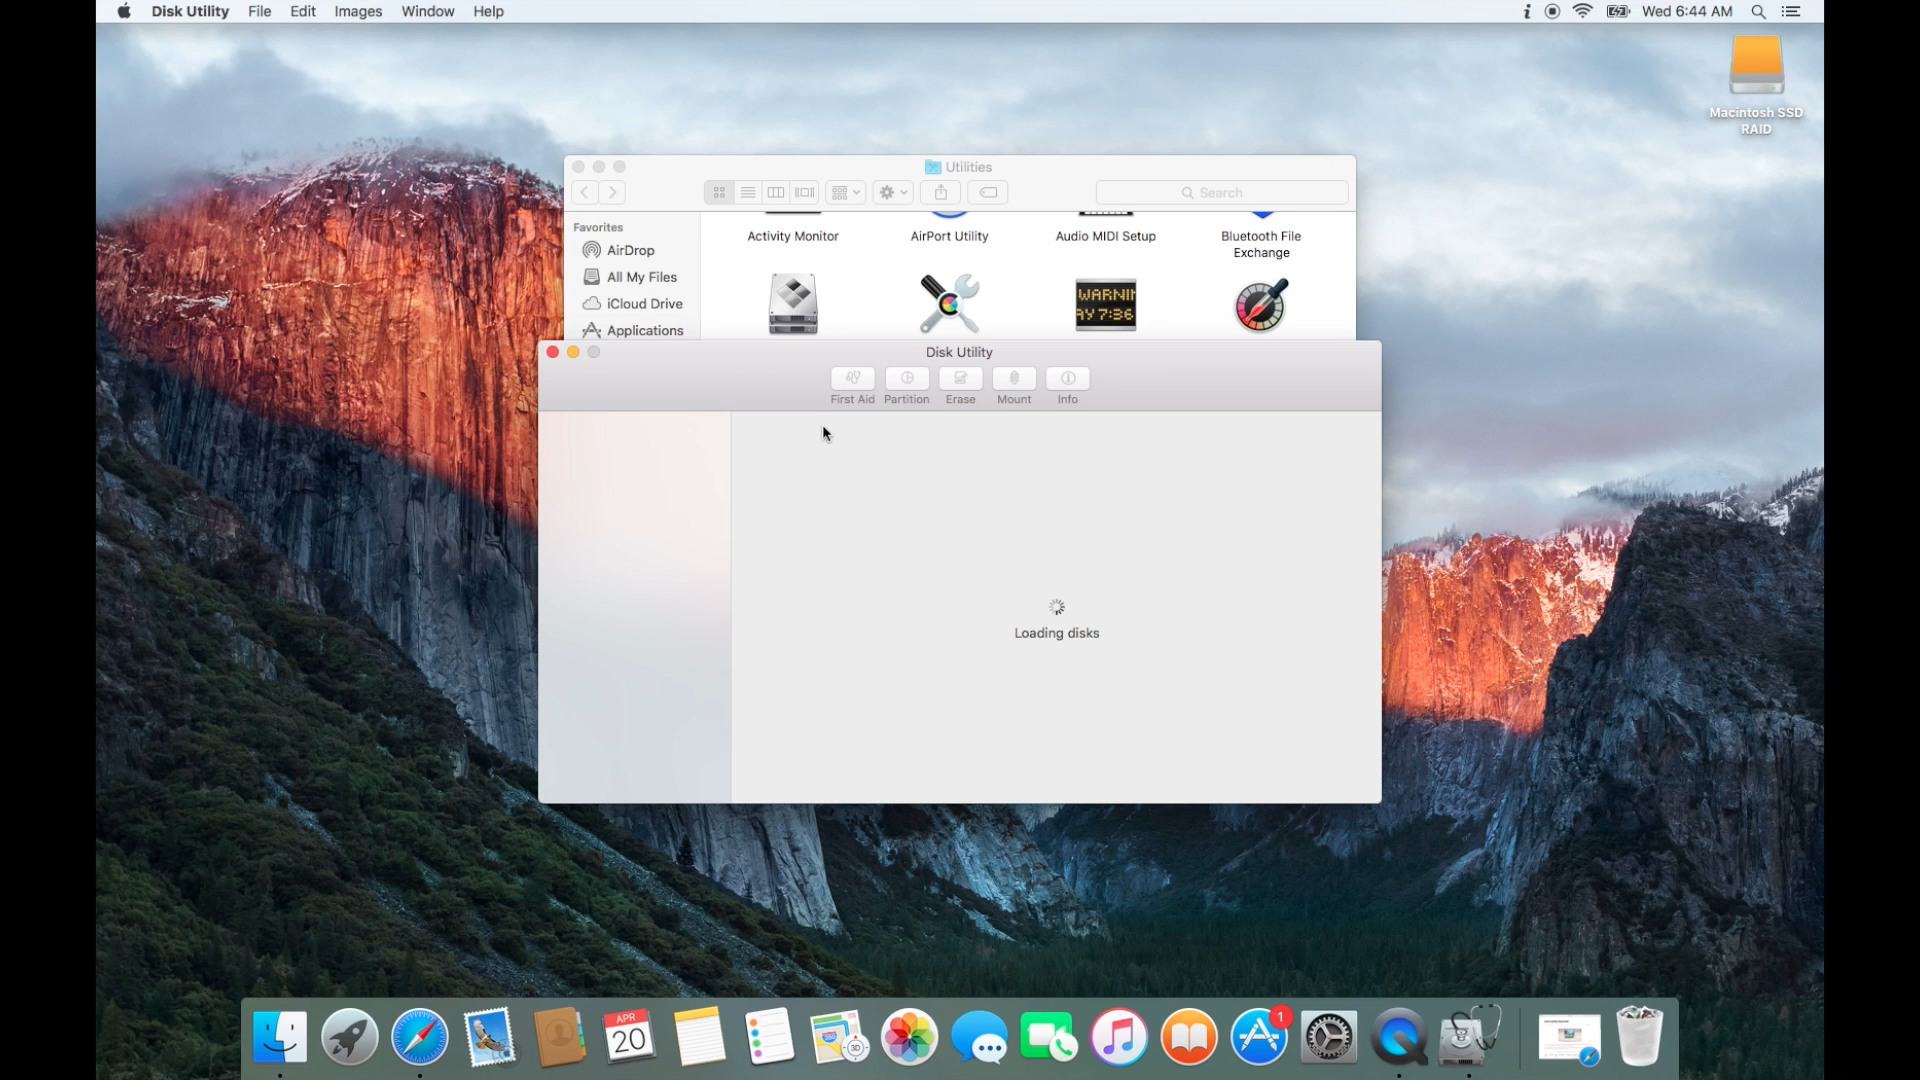 Disk Utility File Edit Images Window Help
Wed 6:44 AM
Macintosh SSD
RAID
Utilities
Search
Favorites
AirDrop
All My Files
iCloud Drive
Applications
Activity Monitor
AirPort Utility
Audio MIDI Setup
Bluetooth File
Exchange
WARNIN
AY 7:36
Disk Utility
First Aid Partition Erase Mount Info
Loading disks
APR
20
3D
1